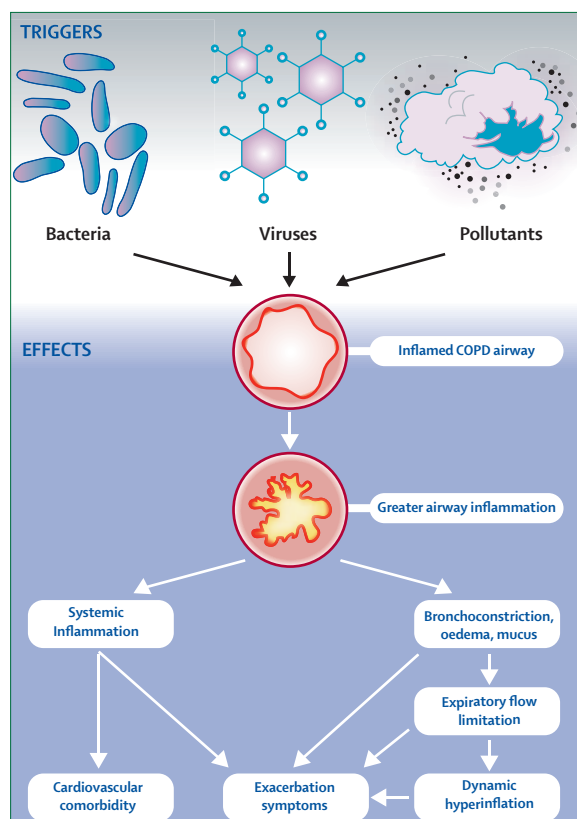 TRIGGERS
Bacteria
Viruses
Pollutants
EFFECTS
Inflamed COPD airway
Greater airway inflammation
Systemic
Inflammation
Bronchoconstriction,
oedema, mucus
Expiratory flow
limitation
Cardiovascular
comorbidity
Exacerbation
symptoms
Dynamic
hyperinflation